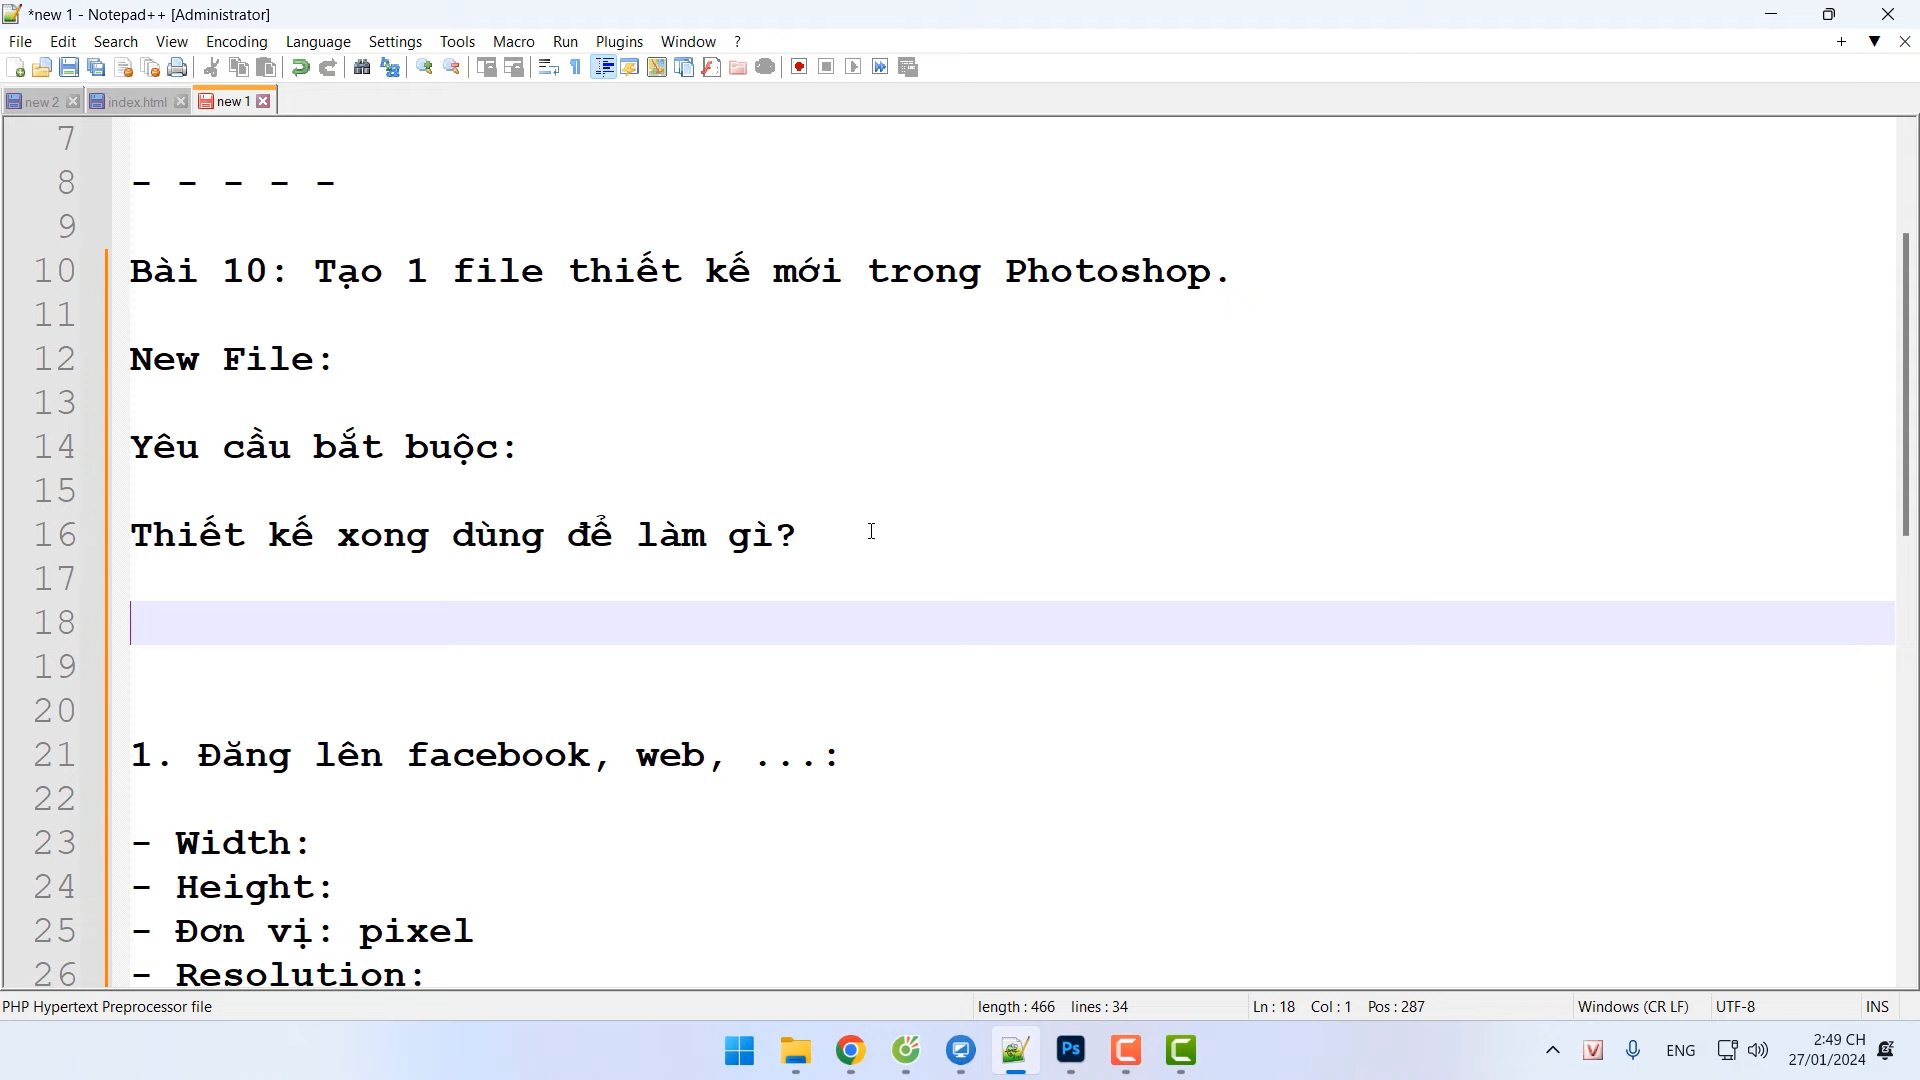 *new 1 - Notepad++ [Administrator]
File Edit Search View Encoding Language Settings Tools Macro Run Plugins Window ?
new 2 index.html new 1
7
8 - - - - -
9
10 Bài 10: Tạo 1 file thiết kế mới trong Photoshop.
11
12 New File:
13
14 Yêu cầu bắt buộc:
15
16 Thiết kế xong dùng để làm gì?
17
18
19
20
21 1. Đăng lên facebook, web, ...:
22
23 - Width:
24 - Height:
25 - Đơn vị: pixel
26 - Resolution:
PHP Hypertext Preprocessor file length : 466 lines : 34 Ln : 18 Col : 1 Pos : 287 Windows (CR LF) UTF-8 INS
Ps V ENG 2:49 CH
27/01/2024